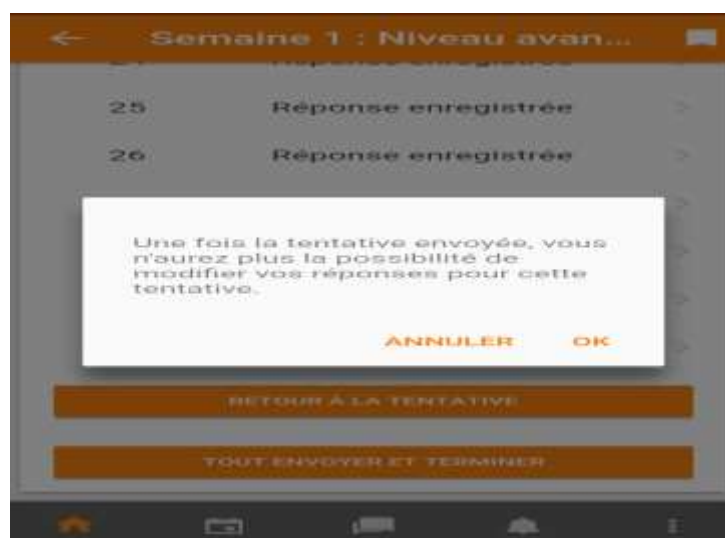 Semaine 1 : Niveau avan...
25 Réponse enregistrée
26 Réponse enregistrée
Une fois la tentative envoyée, vous
n'aurez plus la possibilité de
modifier vos réponses pour cette
tentative.
ANNULER OK
RETOUR À LA TENTATIVE
TOUT ENVOYER ET TERMINER